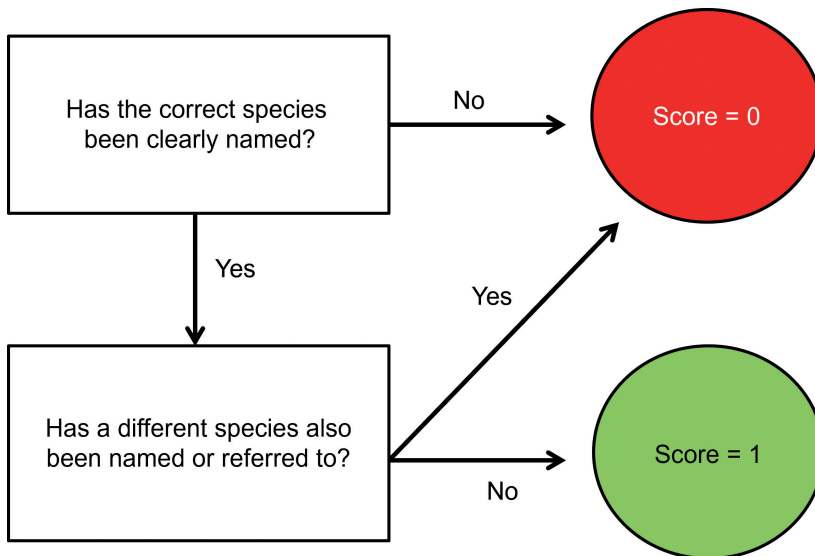 Has the correct species
been clearly named?
No
Score = 0
Yes
Yes
Has a different species also
been named or referred to?
No
Score = 1